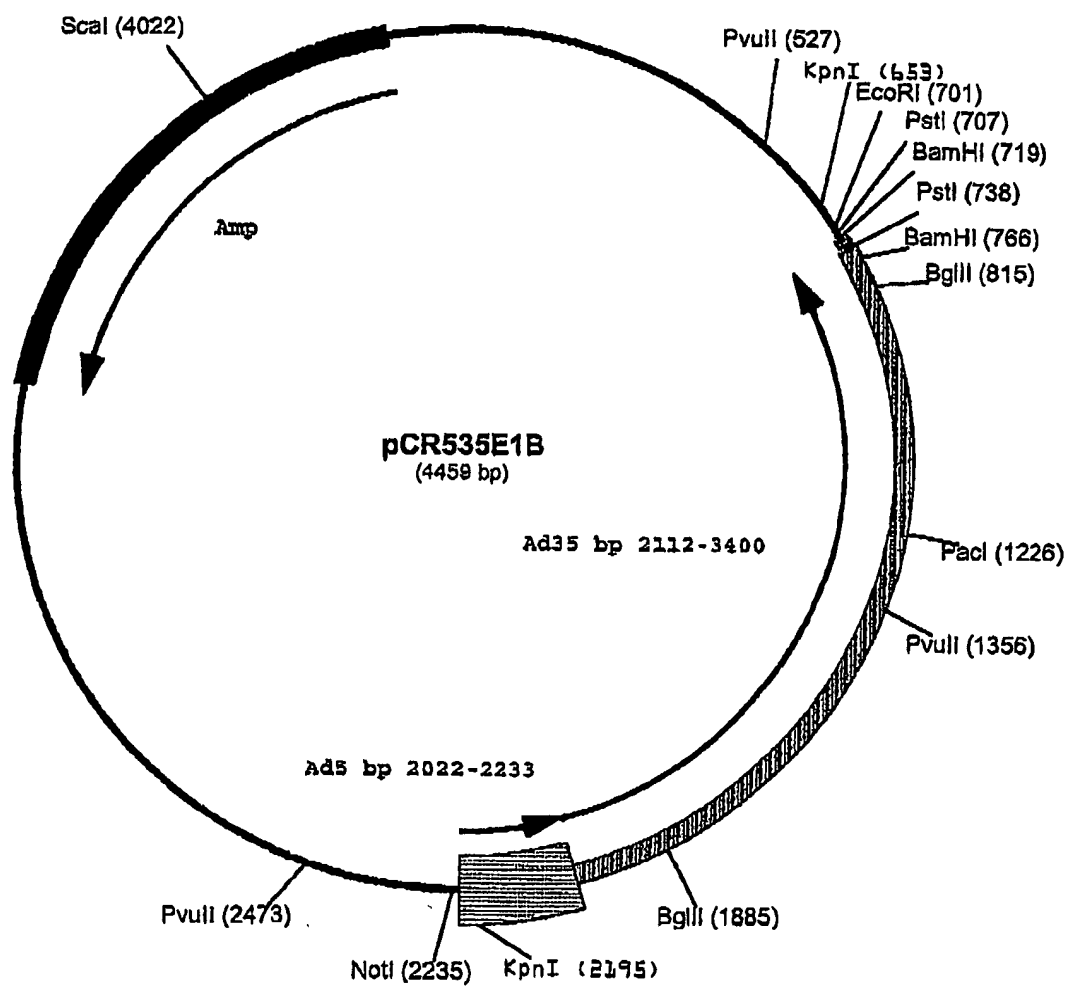 ScaI (4022)
PvuII (527)
KpnI (653)
EcoRI (701)
PstI (707)
BamHI (719)
PstI (738)
BamHI (766)
BglII (815)
Amp
pCR535E1B
(4459 bp)
Ad35 bp 2112-3400
PacI (1226)
PvuII (1356)
Ad5 bp 2022-2233
PvuII (2473)
BglII (1885)
NotI (2235)
KpnI (2195)